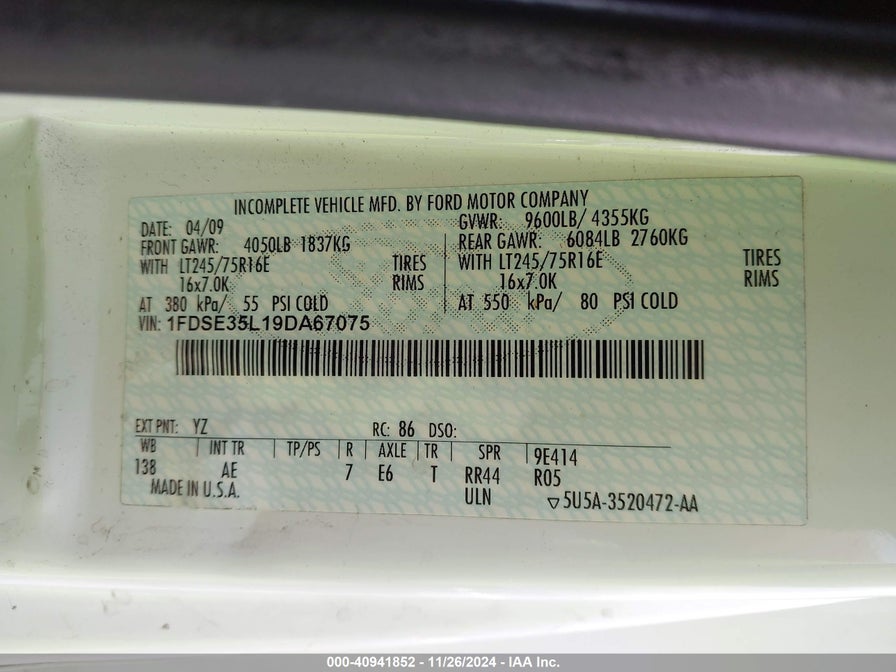 INCOMPLETE VEHICLE MFD. BY FORD MOTOR COMPANY
DATE: 04/09 GVWR: 9600LB/ 4355KG
FRONT GAWR: 4050LB 1837KG REAR GAWR: 6084LB 2760KG
WITH LT245/75R16E TIRES WITH LT245/75R16E TIRES
16x7.0K RIMS 16x7.0K RIMS
AT 380 kPa/ 55 PSI COLD AT 550 kPa/ 80 PSI COLD
VIN: 1FDSE35L19DA67075
EXT PNT: YZ RC: 86 DSO:
WB INT TR TP/PS R AXLE TR SPR 9E414
138 AE 7 E6 T RR44 R05
MADE IN U.S.A. ULN ▽5U5A-3520472-AA
000-40941852 - 11/26/2024 - IAA Inc.